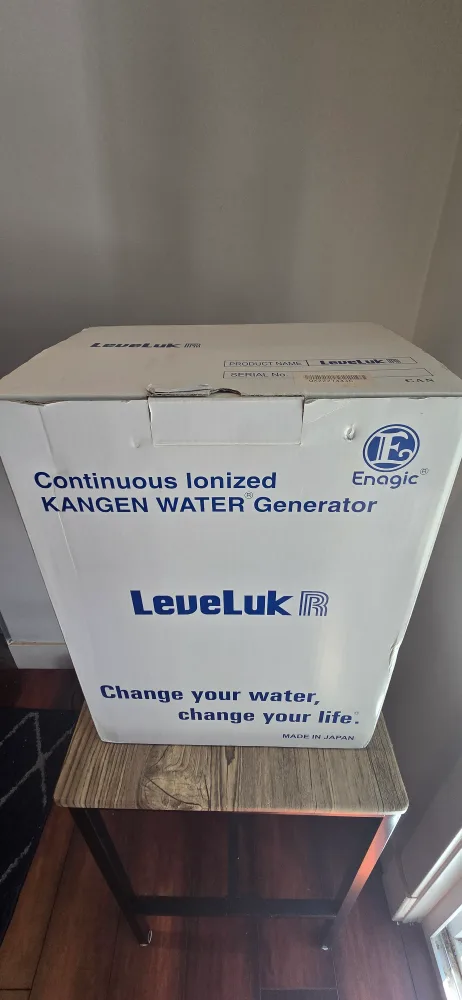 LeveLuk R
PRODUCT NAME LeveLuk R
SERIAL No.
CAN
E
Enagic®
Continuous Ionized
KANGEN WATER® Generator
LeveLuk R
Change your water,
change your life.®
MADE IN JAPAN